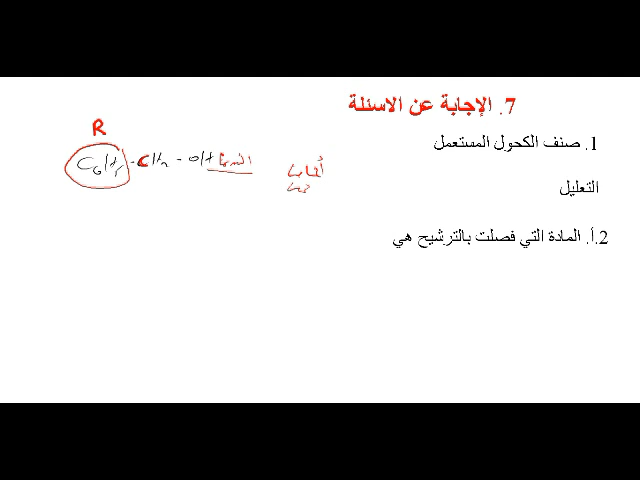 7. الإجابة عن الاسئلة
1. صنف الكحول المستعمل
التعليل
2.أ. المادة التي فصلت بالترشيح هي
R
C₆H₅ - CH₂ - OH